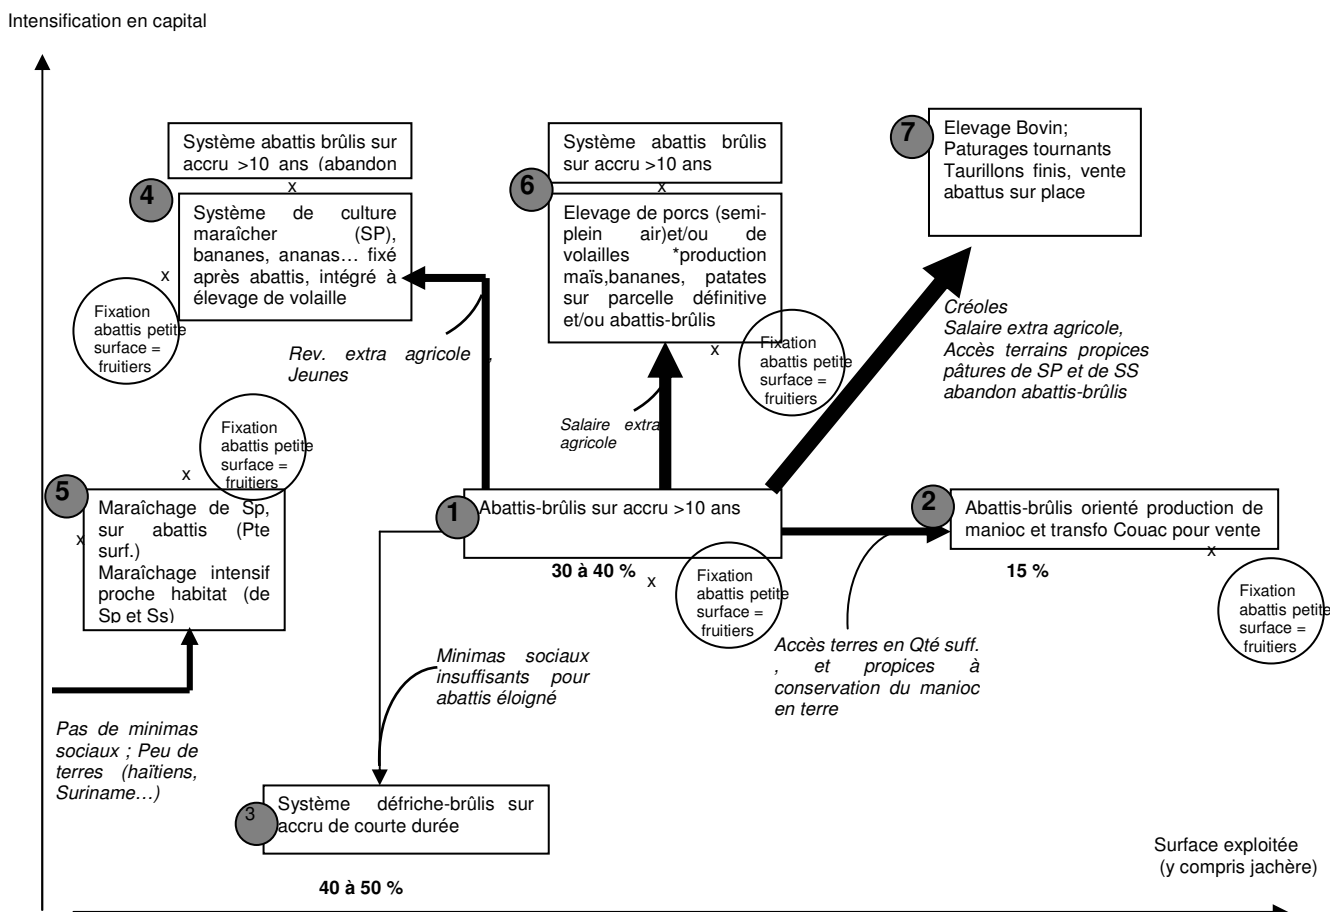 Intensification en capital
Système abattis brûlis sur
accru >10 ans (abandon
x
4
Système de culture
maraîcher (SP),
bananes, ananas… fixé
après abattis, intégré à
élevage de volaille
x
Fixation
abattis petite
surface =
fruitiers
Rev. extra agricole ,
Jeunes
Système abattis brûlis
sur accru >10 ans
x
6
Elevage de porcs (semi-
plein air)et/ou de
volailles *production
maïs,bananes, patates
sur parcelle définitive
et/ou abattis-brûlis
x
Fixation
abattis petite
surface =
fruitiers
Salaire extra
agricole
7
Elevage Bovin;
Paturages tournants
Taurillons finis, vente
abattus sur place
Créoles
Salaire extra agricole,
Accès terrains propices
pâtures de SP et de SS
abandon abattis-brûlis
Fixation
abattis petite
surface =
fruitiers
x
5
Maraîchage de Sp,
sur abattis (Pte
surf.)
Maraîchage intensif
proche habitat (de
Sp et Ss)
x
Pas de minimas
sociaux ; Peu de
terres (haïtiens,
Suriname…)
1
Abattis-brûlis sur accru >10 ans
30 à 40 %
x
Fixation
abattis petite
surface =
fruitiers
2
Abattis-brûlis orienté production de
manioc et transfo Couac pour vente
x
15 %
Fixation
abattis petite
surface =
fruitiers
Accès terres en Qté suff.
, et propices à
conservation du manioc
en terre
Minimas sociaux
insuffisants pour
abattis éloigné
3
Système défriche-brûlis sur
accru de courte durée
40 à 50 %
Surface exploitée
(y compris jachère)